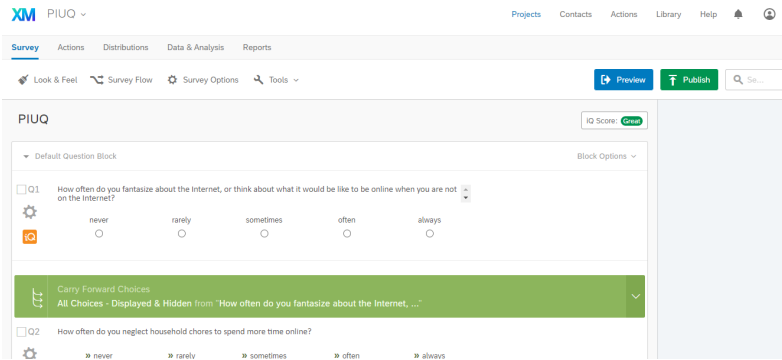 XM PIUQ
Projects Contacts Actions Library Help
Survey Actions Distributions Data & Analysis Reports
Look & Feel Survey Flow Survey Options Tools Preview Publish Se...
PIUQ iQ Score: Great
Default Question Block Block Options
Q1 How often do you fantasize about the Internet, or think about what it would be like to be online when you are not
on the Internet?
never rarely sometimes often always
iQ
Carry Forward Choices
All Choices - Displayed & Hidden from "How often do you fantasize about the Internet, ..."
Q2 How often do you neglect household chores to spend more time online?
» never » rarely » sometimes » often » always